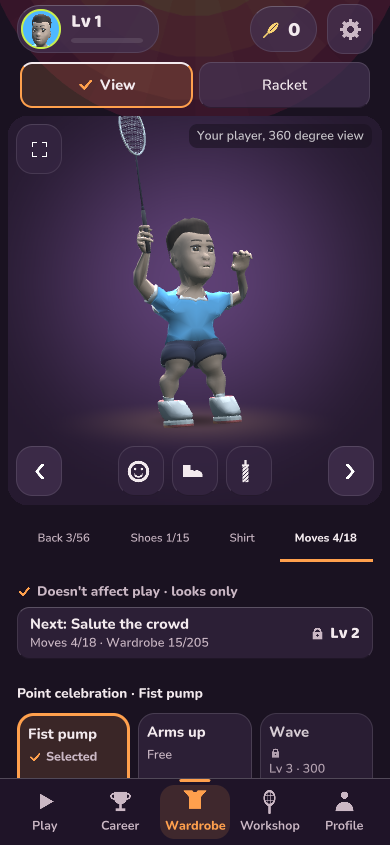 Lv 1
0
View
Racket
Your player, 360 degree view
Back 3/56
Shoes 1/15
Shirt
Moves 4/18
Doesn't affect play · looks only
Next: Salute the crowd
Moves 4/18 · Wardrobe 15/205
Lv 2
Point celebration · Fist pump
Fist pump
Selected
Arms up
Free
Wave
Lv 3 · 300
Play
Career
Wardrobe
Workshop
Profile